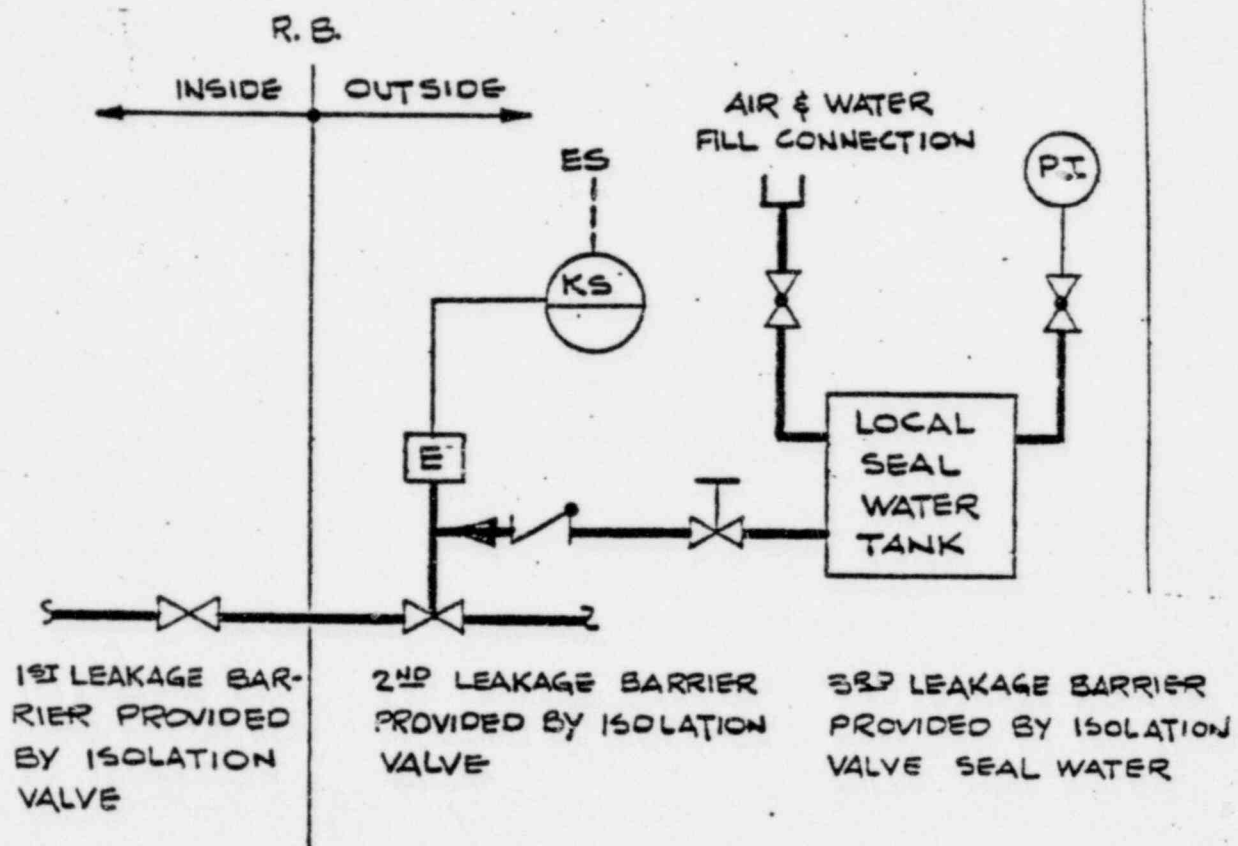 R. B.
INSIDE OUTSIDE
AIR & WATER
FILL CONNECTION
PI
ES
KS
E
LOCAL
SEAL
WATER
TANK
1ST LEAKAGE BAR-
RIER PROVIDED
BY ISOLATION
VALVE
2ND LEAKAGE BARRIER
PROVIDED BY ISOLATION
VALVE
3RD LEAKAGE BARRIER
PROVIDED BY ISOLATION
VALVE SEAL WATER